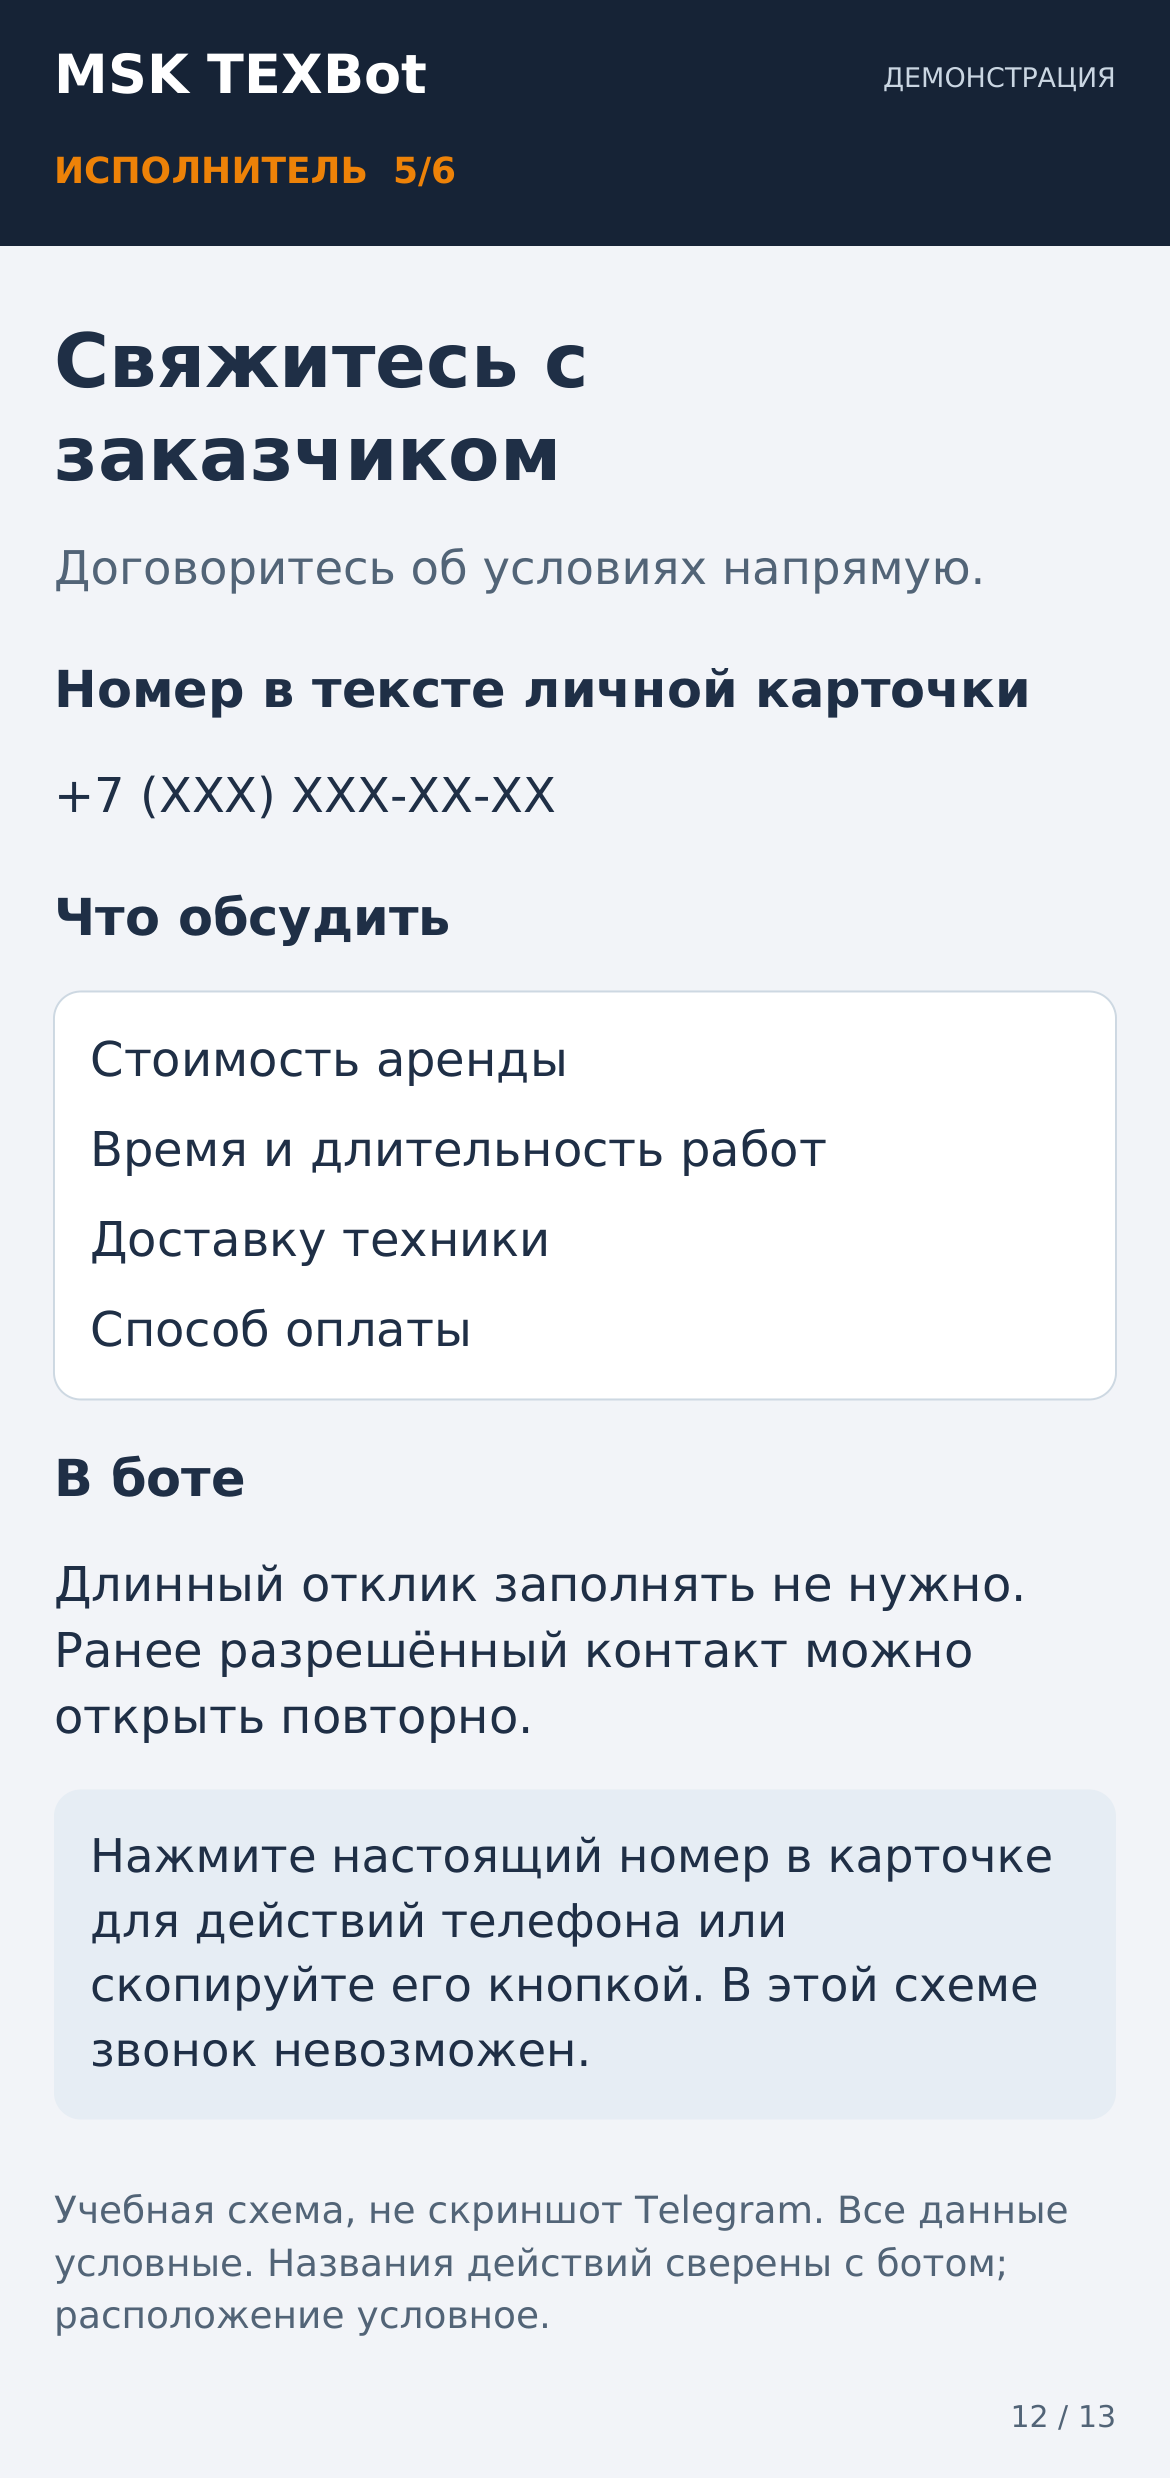 MSK TEXBot
ДЕМОНСТРАЦИЯ
ИСПОЛНИТЕЛЬ 5/6
Свяжитесь с
заказчиком
Договоритесь об условиях напрямую.
Номер в тексте личной карточки
+7 (XXX) XXX-XX-XX
Что обсудить
Стоимость аренды
Время и длительность работ
Доставку техники
Способ оплаты
В боте
Длинный отклик заполнять не нужно.
Ранее разрешённый контакт можно
открыть повторно.
Нажмите настоящий номер в карточке
для действий телефона или
скопируйте его кнопкой. В этой схеме
звонок невозможен.
Учебная схема, не скриншот Telegram. Все данные
условные. Названия действий сверены с ботом;
расположение условное.
12 / 13